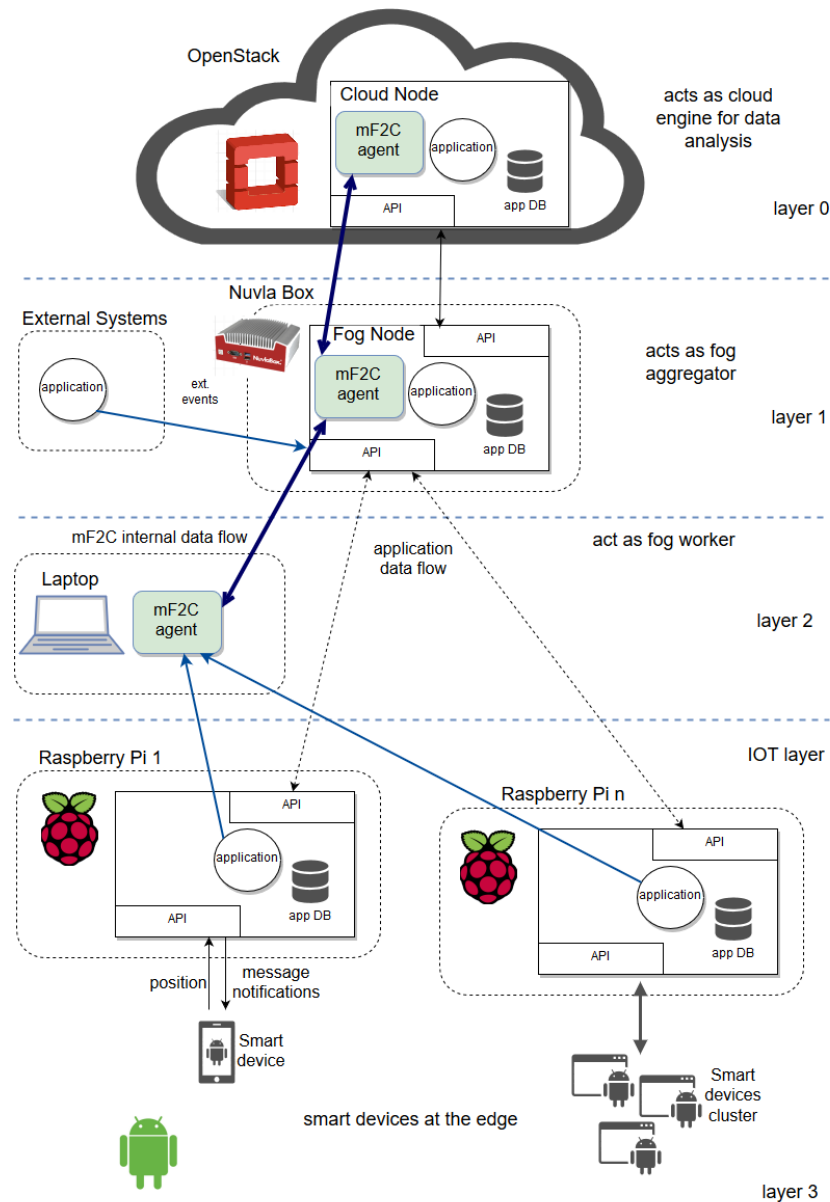 OpenStack
Cloud Node
mF2C
agent
application
API
app DB
acts as cloud
engine for data
analysis
layer 0
Nuvla Box
External Systems
application
ext.
events
Fog Node
API
mF2C
agent
application
API
app DB
acts as fog
aggregator
layer 1
mF2C internal data flow
application
data flow
act as fog worker
Laptop
mF2C
agent
layer 2
IOT layer
Raspberry Pi 1
API
application
app DB
API
Raspberry Pi n
API
application
app DB
API
position
message
notifications
Smart
device
Smart
devices
cluster
smart devices at the edge
layer 3